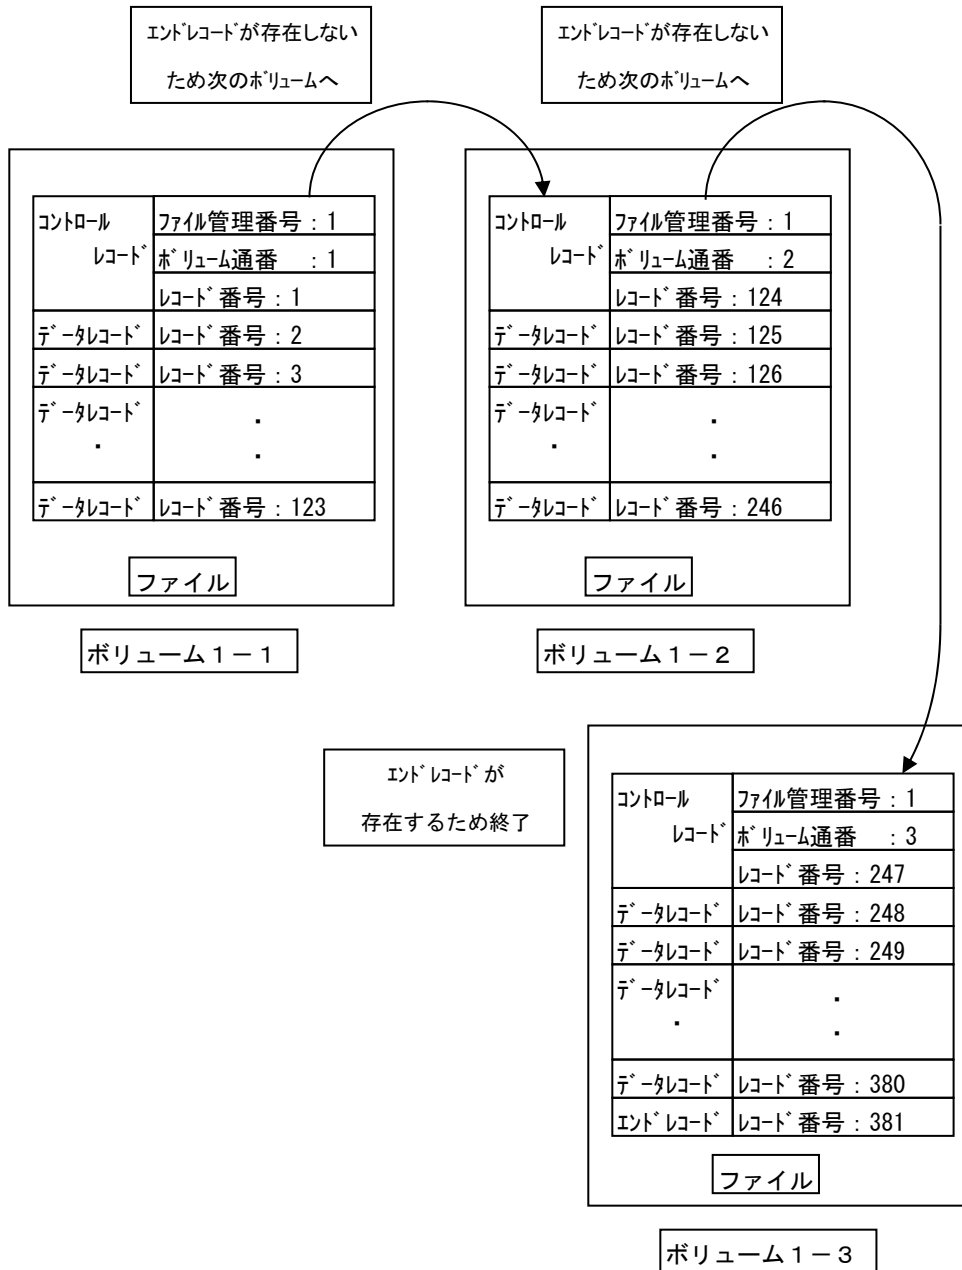 ｴﾝﾄﾞﾚｺｰﾄﾞが存在しない
ため次のﾎﾞﾘｭｰﾑへ
ｴﾝﾄﾞﾚｺｰﾄﾞが存在しない
ため次のﾎﾞﾘｭｰﾑへ
ｺﾝﾄﾛｰﾙ
ﾚｺｰﾄﾞ
ﾌｧｲﾙ管理番号：1
ﾎﾞﾘｭｰﾑ通番　：1
ﾚｺｰﾄﾞ番号：1
ﾃﾞｰﾀﾚｺｰﾄﾞ ﾚｺｰﾄﾞ番号：2
ﾃﾞｰﾀﾚｺｰﾄﾞ ﾚｺｰﾄﾞ番号：3
ﾃﾞｰﾀﾚｺｰﾄﾞ ・
・ ・
ﾃﾞｰﾀﾚｺｰﾄﾞ ﾚｺｰﾄﾞ番号：123
ファイル
ボリューム１－１
ｺﾝﾄﾛｰﾙ
ﾚｺｰﾄﾞ
ﾌｧｲﾙ管理番号：1
ﾎﾞﾘｭｰﾑ通番　：2
ﾚｺｰﾄﾞ番号：124
ﾃﾞｰﾀﾚｺｰﾄﾞ ﾚｺｰﾄﾞ番号：125
ﾃﾞｰﾀﾚｺｰﾄﾞ ﾚｺｰﾄﾞ番号：126
ﾃﾞｰﾀﾚｺｰﾄﾞ ・
・ ・
ﾃﾞｰﾀﾚｺｰﾄﾞ ﾚｺｰﾄﾞ番号：246
ファイル
ボリューム１－２
ｴﾝﾄﾞﾚｺｰﾄﾞが
存在するため終了
ｺﾝﾄﾛｰﾙ
ﾚｺｰﾄﾞ
ﾌｧｲﾙ管理番号：1
ﾎﾞﾘｭｰﾑ通番　：3
ﾚｺｰﾄﾞ番号：247
ﾃﾞｰﾀﾚｺｰﾄﾞ ﾚｺｰﾄﾞ番号：248
ﾃﾞｰﾀﾚｺｰﾄﾞ ﾚｺｰﾄﾞ番号：249
ﾃﾞｰﾀﾚｺｰﾄﾞ ・
・ ・
ﾃﾞｰﾀﾚｺｰﾄﾞ ﾚｺｰﾄﾞ番号：380
ｴﾝﾄﾞﾚｺｰﾄﾞ ﾚｺｰﾄﾞ番号：381
ファイル
ボリューム１－３